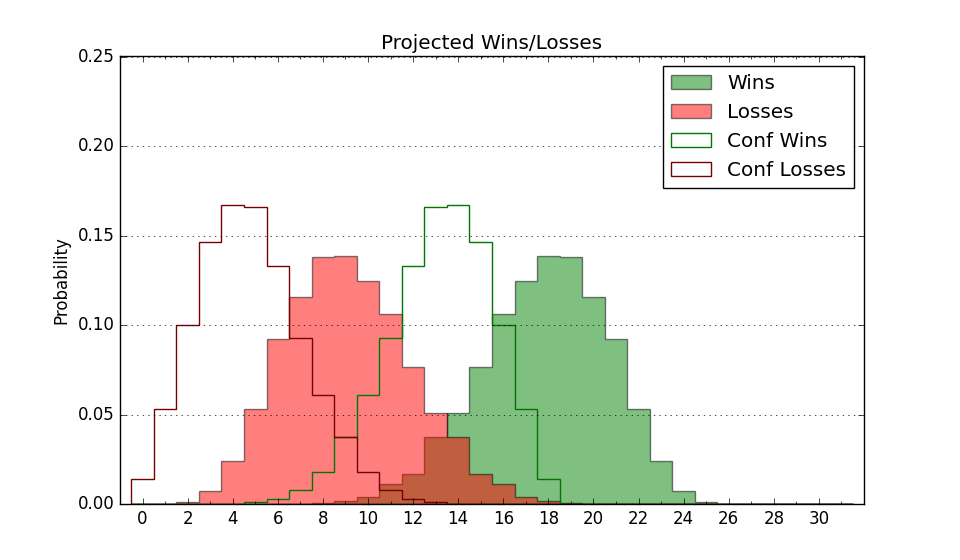 Projected Wins/Losses
0.25
0.20
0.15
0.10
0.05
0.00
Probability
Wins
Losses
Conf Wins
Conf Losses
0 2 4 6 8 10 12 14 16 18 20 22 24 26 28 30